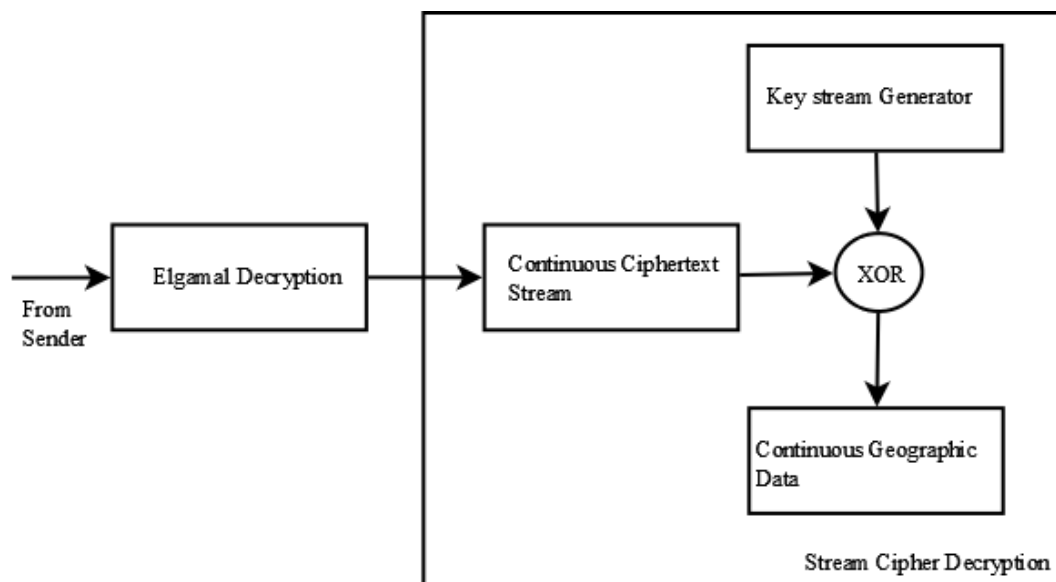 Key stream Generator
From
Sender
Elgamal Decryption
Continuous Ciphertext
Stream
XOR
Continuous Geographic
Data
Stream Cipher Decryption